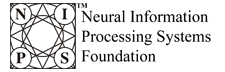 N I P S
TM
Neural Information
Processing Systems
Foundation